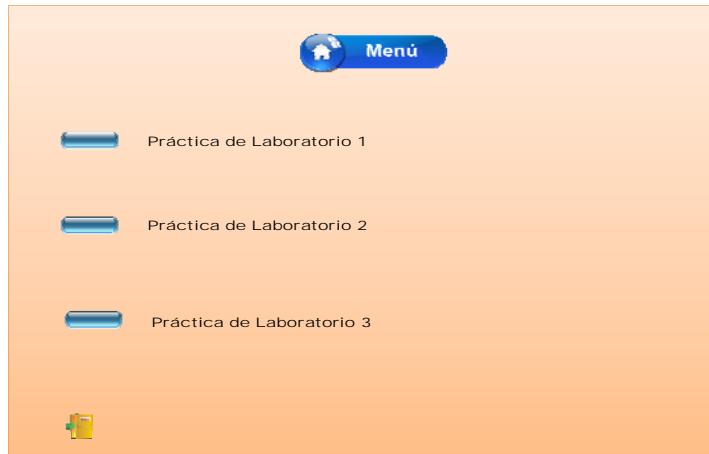 Menú
Práctica de Laboratorio 1
Práctica de Laboratorio 2
Práctica de Laboratorio 3